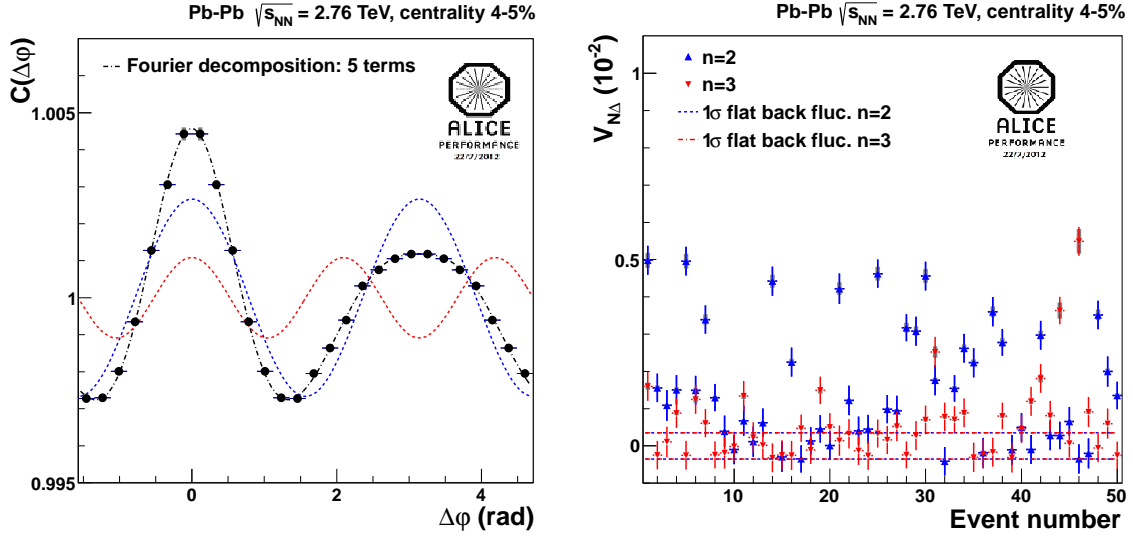 Pb-Pb √sNN = 2.76 TeV, centrality 4-5%
C(Δφ)
Fourier decomposition: 5 terms
ALICE
PERFORMANCE
22/7/2012
1.005
1
0.995
0 2 4
Δφ (rad)
Pb-Pb √sNN = 2.76 TeV, centrality 4-5%
VNΔ (10-2)
n=2
n=3
1σ flat back fluc. n=2
1σ flat back fluc. n=3
ALICE
PERFORMANCE
22/7/2012
1
0.5
0
10 20 30 40 50
Event number